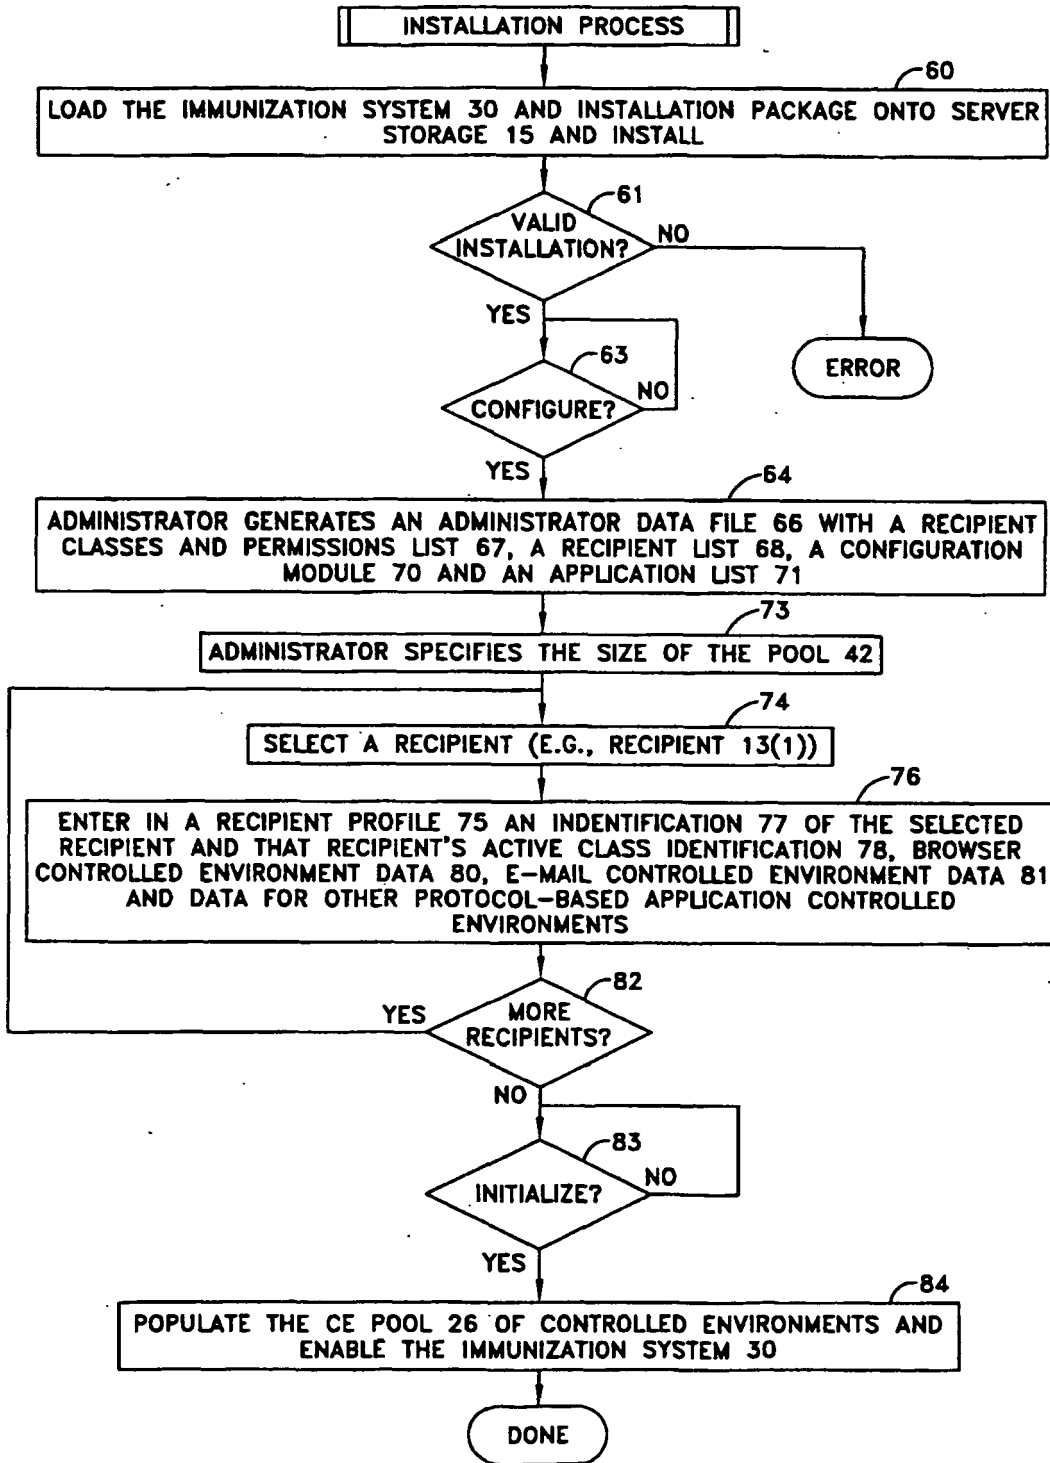 INSTALLATION PROCESS
60
LOAD THE IMMUNIZATION SYSTEM 30 AND INSTALLATION PACKAGE ONTO SERVER
STORAGE 15 AND INSTALL
61
VALID
INSTALLATION?
NO
YES
ERROR
63
CONFIGURE?
NO
YES
64
ADMINISTRATOR GENERATES AN ADMINISTRATOR DATA FILE 66 WITH A RECIPIENT
CLASSES AND PERMISSIONS LIST 67, A RECIPIENT LIST 68, A CONFIGURATION
MODULE 70 AND AN APPLICATION LIST 71
73
ADMINISTRATOR SPECIFIES THE SIZE OF THE POOL 42
74
SELECT A RECIPIENT (E.G., RECIPIENT 13(1))
76
ENTER IN A RECIPIENT PROFILE 75 AN INDENTIFICATION 77 OF THE SELECTED
RECIPIENT AND THAT RECIPIENT'S ACTIVE CLASS IDENTIFICATION 78, BROWSER
CONTROLLED ENVIRONMENT DATA 80, E-MAIL CONTROLLED ENVIRONMENT DATA 81
AND DATA FOR OTHER PROTOCOL-BASED APPLICATION CONTROLLED
ENVIRONMENTS
82
YES
MORE
RECIPIENTS?
NO
83
INITIALIZE?
NO
YES
84
POPULATE THE CE POOL 26 OF CONTROLLED ENVIRONMENTS AND
ENABLE THE IMMUNIZATION SYSTEM 30
DONE